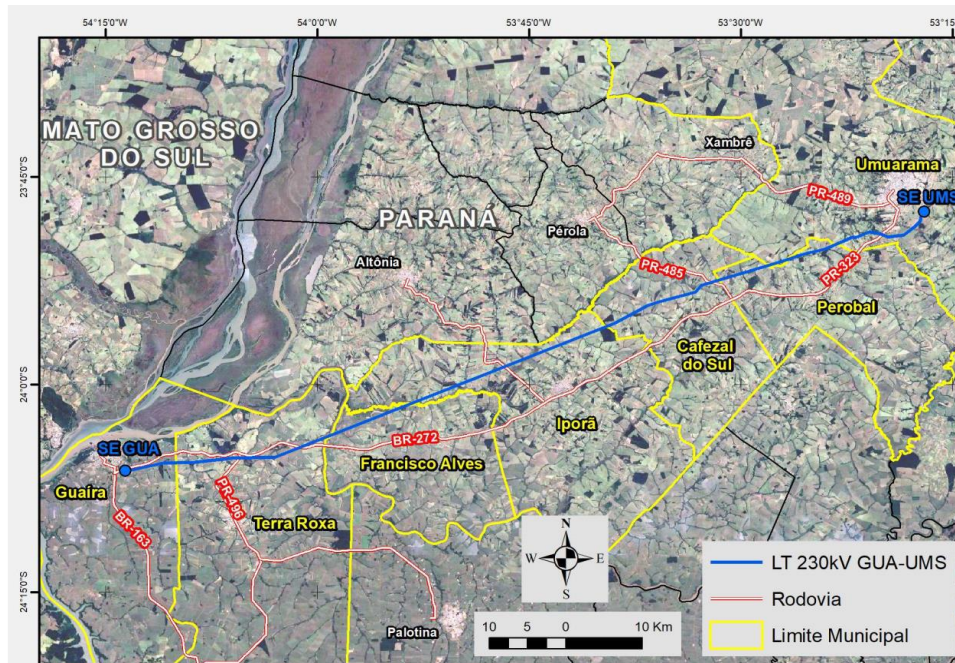 54°15'0"W
54°0'0"W
53°45'0"W
53°30'0"W
53°15'
MATO GROSSO
DO SUL
Xambrê
Umuarama
23°45'0"S
PR-489
SE UMS
PARANÁ
Pérola
Altônia
PR-485
PR-323
Perobal
Cafezal
do Sul
24°0'0"S
Iporã
BR-272
SE GUA
Francisco Alves
Guaíra
PR-496
Terra Roxa
BR-163
N
W
E
S
LT 230kV GUA-UMS
24°15'0"S
Rodovia
10 5 0 10 Km
Palotina
Limite Municipal